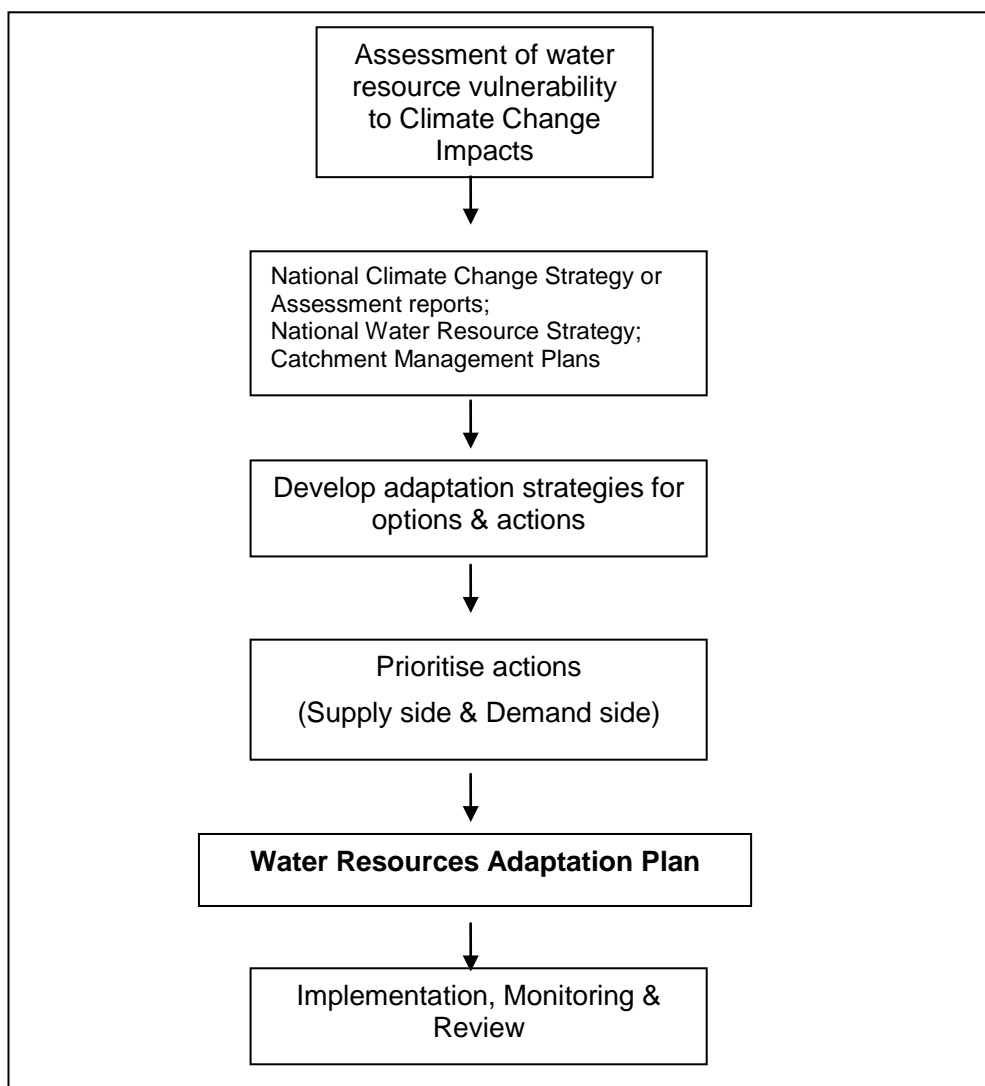 Assessment of water
resource vulnerability
to Climate Change
Impacts
National Climate Change Strategy or
Assessment reports;
National Water Resource Strategy;
Catchment Management Plans
Develop adaptation strategies for
options & actions
Prioritise actions
(Supply side & Demand side)
Water Resources Adaptation Plan
Implementation, Monitoring &
Review